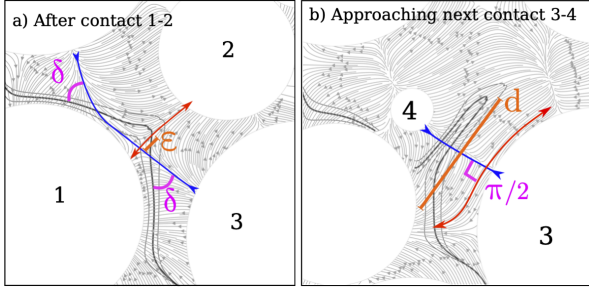 a) After contact 1-2
2
δ
ε
1
δ
3
b) Approaching next contact 3-4
d
4
π/2
3